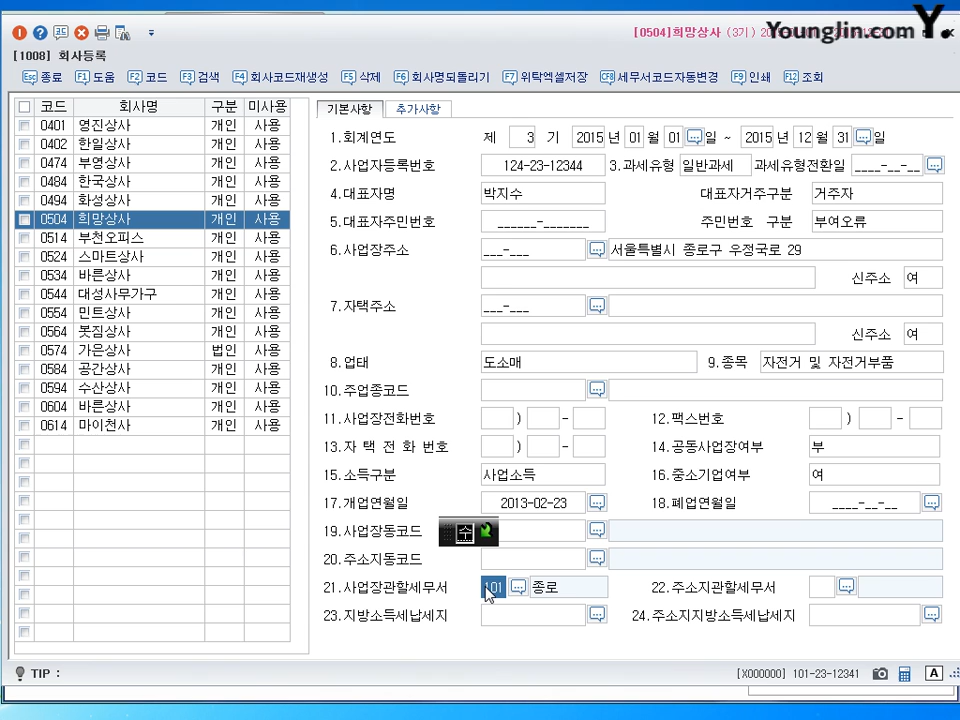 [0504]희망상사 (3기) 2015
Younglin.com Y.
[1008] 회사등록
Esc 종료 F1 도움 F2 코드 F3 검색 F4 회사코드재생성 F5 삭제 F6 회사명되돌리기 F7 위탁엑셀저장 CF8 세무서코드자동변경 F9 인쇄 F12 조회
코드 회사명 구분 미사용
0401 영진상사 개인 사용
0402 한일상사 개인 사용
0474 부영상사 개인 사용
0484 한국상사 개인 사용
0494 화성상사 개인 사용
0504 희망상사 개인 사용
0514 부천오피스 개인 사용
0524 스마트상사 개인 사용
0534 바른상사 개인 사용
0544 대성사무가구 개인 사용
0554 민트상사 개인 사용
0564 봇짐상사 개인 사용
0574 가은상사 법인 사용
0584 공간상사 개인 사용
0594 수산상사 개인 사용
0604 바른상사 개인 사용
0614 마이천사 개인 사용
기본사항 추가사항
1.회계연도 제 3 기 2015 년 01 월 01 일 ~ 2015 년 12 월 31 일
2.사업자등록번호 124-23-12344 3.과세유형 일반과세 과세유형전환일 ____-__-__
4.대표자명 박지수 대표자거주구분 거주자
5.대표자주민번호 ______-_______ 주민번호 구분 부여오류
6.사업장주소 ___-___ 서울특별시 종로구 우정국로 29
신주소 여
7.자택주소 ___-___
신주소 여
8.업태 도소매 9.종목 자전거 및 자전거부품
10.주업종코드
11.사업장전화번호 ) - 12.팩스번호 ) -
13.자 택 전 화 번호 ) - 14.공동사업장여부 부
15.소득구분 사업소득 16.중소기업여부 여
17.개업연월일 2013-02-23 18.폐업연월일 ____-__-__
19.사업장동코드
수
20.주소지동코드
21.사업장관할세무서 101 종로 22.주소지관할세무서
23.지방소득세납세지 24.주소지지방소득세납세지
TIP : [X000000] 101-23-12341 A